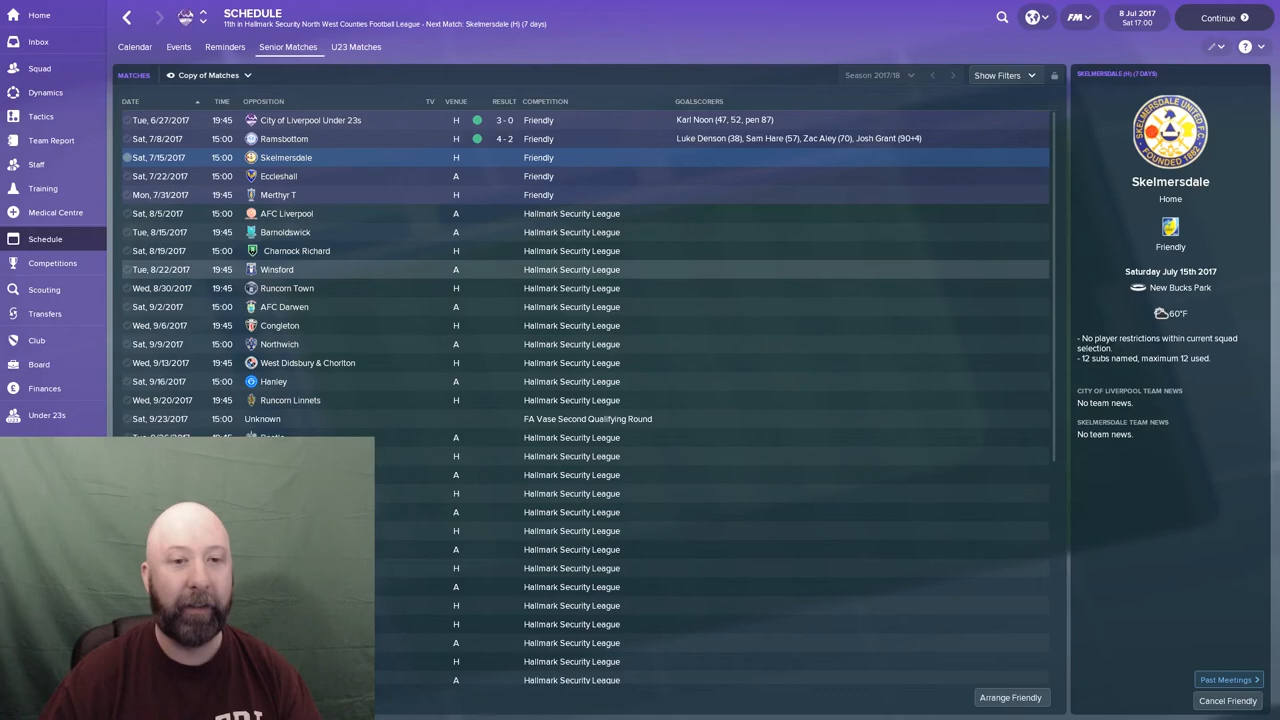 Home
Inbox
Squad
Dynamics
Tactics
Team Report
Staff
Training
Medical Centre
Schedule
Competitions
Scouting
Transfers
Club
Board
Finances
Under 23s
SCHEDULE
11th in Hallmark Security North West Counties Football League - Next Match: Skelmersdale (H) (7 days)
FM
8 Jul 2017
Sat 17:00
Continue
Calendar Events Reminders Senior Matches U23 Matches
MATCHES Copy of Matches Season 2017/18 Show Filters
DATE TIME OPPOSITION TV VENUE RESULT COMPETITION GOALSCORERS
Tue, 6/27/2017 19:45 City of Liverpool Under 23s H 3 - 0 Friendly Karl Noon (47, 52, pen 87)
Sat, 7/8/2017 15:00 Ramsbottom H 4 - 2 Friendly Luke Denson (38), Sam Hare (57), Zac Aley (70), Josh Grant (90+4)
Sat, 7/15/2017 15:00 Skelmersdale H Friendly
Sat, 7/22/2017 15:00 Eccleshall A Friendly
Mon, 7/31/2017 19:45 Merthyr T H Friendly
Sat, 8/5/2017 15:00 AFC Liverpool A Hallmark Security League
Tue, 8/15/2017 19:45 Barnoldswick A Hallmark Security League
Sat, 8/19/2017 15:00 Charnock Richard H Hallmark Security League
Tue, 8/22/2017 19:45 Winsford A Hallmark Security League
Wed, 8/30/2017 19:45 Runcorn Town H Hallmark Security League
Sat, 9/2/2017 15:00 AFC Darwen A Hallmark Security League
Wed, 9/6/2017 19:45 Congleton H Hallmark Security League
Sat, 9/9/2017 15:00 Northwich A Hallmark Security League
Wed, 9/13/2017 19:45 West Didsbury & Chorlton H Hallmark Security League
Sat, 9/16/2017 15:00 Hanley A Hallmark Security League
Wed, 9/20/2017 19:45 Runcorn Linnets H Hallmark Security League
Sat, 9/23/2017 15:00 Unknown FA Vase Second Qualifying Round
A Hallmark Security League
H Hallmark Security League
A Hallmark Security League
H Hallmark Security League
A Hallmark Security League
H Hallmark Security League
A Hallmark Security League
H Hallmark Security League
A Hallmark Security League
H Hallmark Security League
H Hallmark Security League
A Hallmark Security League
H Hallmark Security League
A Hallmark Security League
Arrange Friendly
SKELMERSDALE (H) (7 DAYS)
SKELMERSDALE UNITED F.C.
FOUNDED 1882
Skelmersdale
Home
Friendly
Saturday July 15th 2017
New Bucks Park
60°F
- No player restrictions within current squad
selection.
- 12 subs named, maximum 12 used.
CITY OF LIVERPOOL TEAM NEWS
No team news.
SKELMERSDALE TEAM NEWS
No team news.
Past Meetings
Cancel Friendly